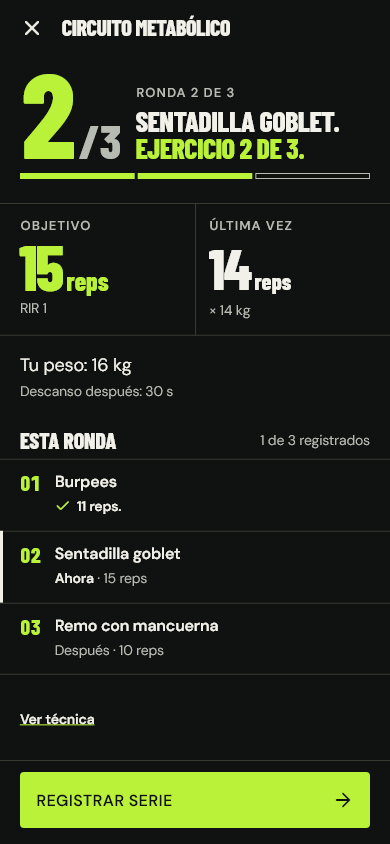 CIRCUITO METABÓLICO
2/3
RONDA 2 DE 3
SENTADILLA GOBLET.
EJERCICIO 2 DE 3.
OBJETIVO
15 reps
RIR 1
ÚLTIMA VEZ
14 reps
× 14 kg
Tu peso: 16 kg
Descanso después: 30 s
ESTA RONDA
1 de 3 registrados
01 Burpees
11 reps.
02 Sentadilla goblet
Ahora · 15 reps
03 Remo con mancuerna
Después · 10 reps
Ver técnica
REGISTRAR SERIE